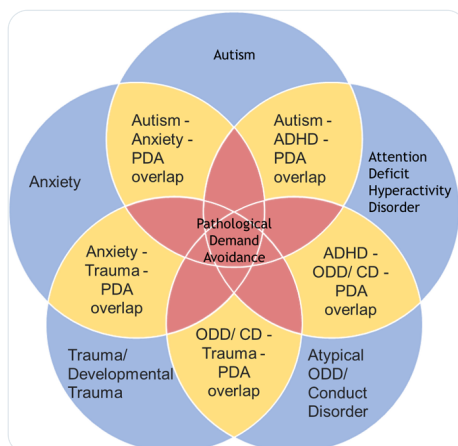 Autism
Autism -
Anxiety -
PDA
overlap
Autism -
ADHD -
PDA
overlap
Anxiety
Attention
Deficit
Hyperactivity
Disorder
Pathological
Demand
Avoidance
Anxiety -
Trauma -
PDA
overlap
ADHD -
ODD/ CD -
PDA
overlap
ODD/ CD -
Trauma -
PDA
overlap
Trauma/
Developmental
Trauma
Atypical
ODD/
Conduct
Disorder